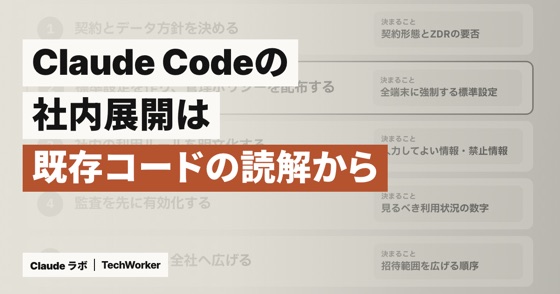 Claude Codeの
社内展開は
既存コードの読解から
1 契約とデータ方針を決める
決まること
契約形態とZDRの要否
を配布する
決まること
全端末に強制する標準設定
決まること
入力してよい情報・禁止情報
4 監査を先に有効化する
決まること
見るべき利用状況の数字
全社へ広げる
決まること
招待範囲を広げる順序
Claude ラボ | TechWorker